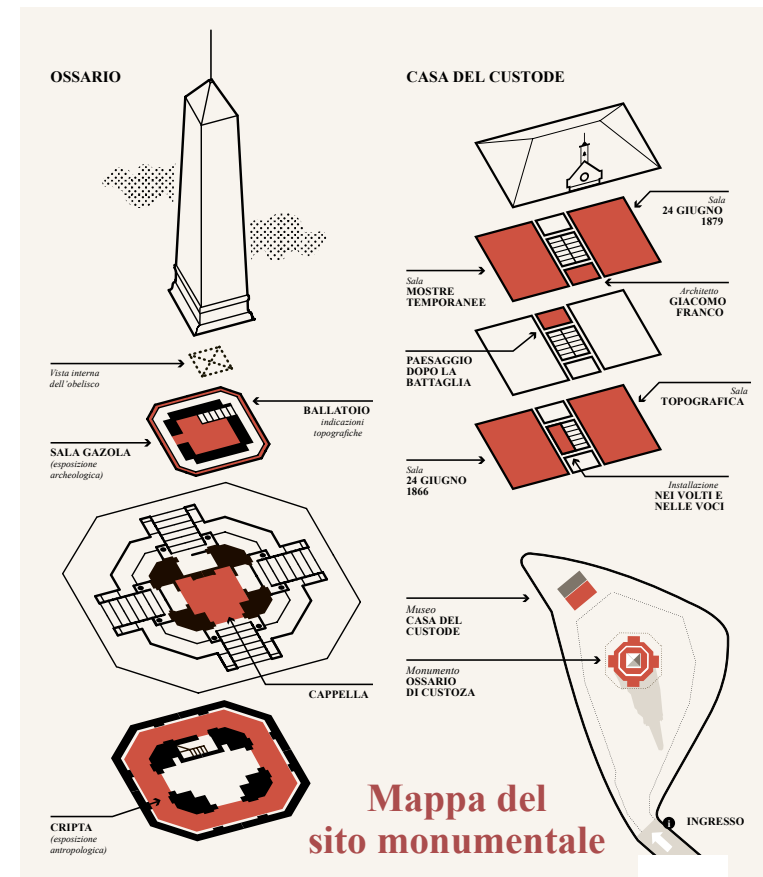 OSSARIO
Vista interna
dell'obelisco
BALLATOIO
indicazioni
topografiche
SALA GAZOLA
(esposizione
archeologica)
CAPPELLA
CRIPTA
(esposizione
antropologica)
CASA DEL CUSTODE
Sala
24 GIUGNO
1879
Sala
MOSTRE
TEMPORANEE
Architetto
GIACOMO
FRANCO
PAESAGGIO
DOPO LA
BATTAGLIA
Sala
TOPOGRAFICA
Sala
24 GIUGNO
1866
Installazione
NEI VOLTI E
NELLE VOCI
Museo
CASA DEL
CUSTODE
Monumento
OSSARIO
DI CUSTOZA
i INGRESSO
Mappa del
sito monumentale